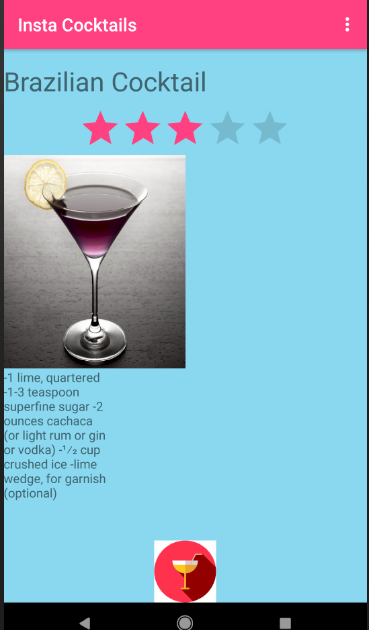 Insta Cocktails
Brazilian Cocktail
-1 lime, quartered
-1-3 teaspoon
superfine sugar -2
ounces cachaca
(or light rum or gin
or vodka) -¹/₂ cup
crushed ice -lime
wedge, for garnish
(optional)